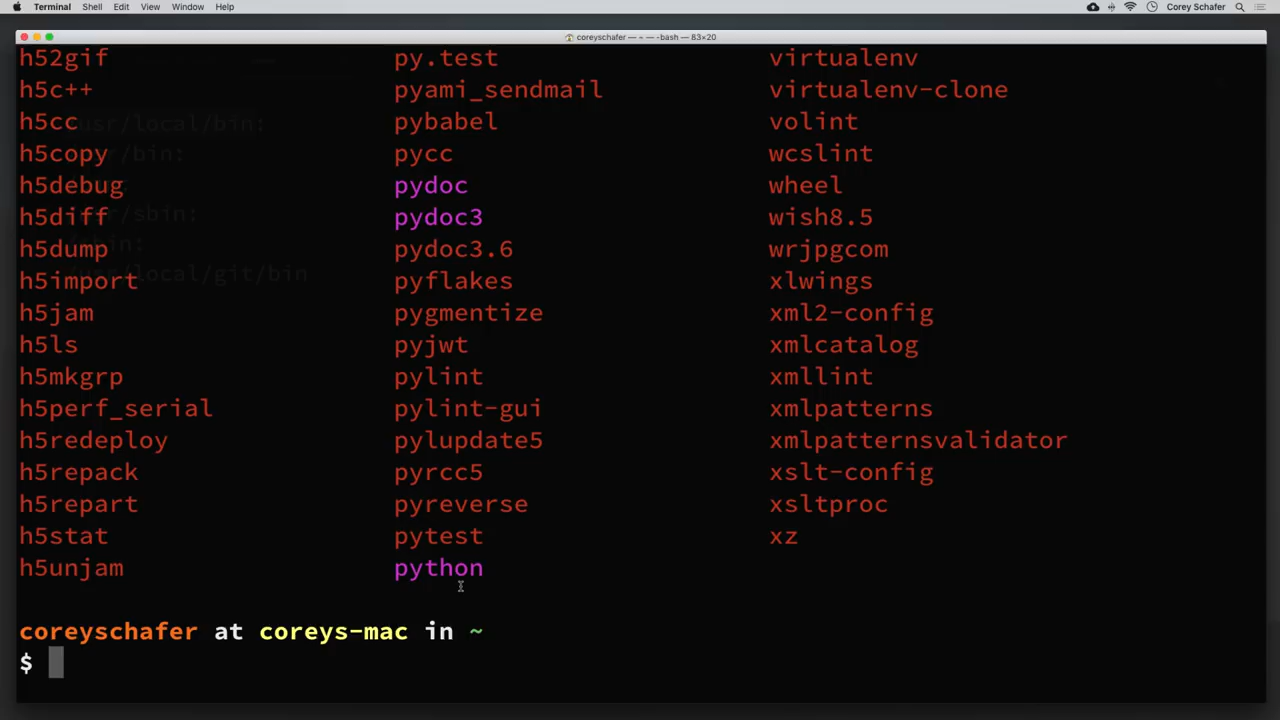 Terminal Shell Edit View Window Help Corey Schafer
coreyschafer — ~ — -bash — 83×20
h52gif py.test virtualenv
h5c++ pyami_sendmail virtualenv-clone
h5cc pybabel volint
h5copy pycc wcslint
h5debug pydoc wheel
h5diff pydoc3 wish8.5
h5dump pydoc3.6 wrjpgcom
h5import pyflakes xlwings
h5jam pygmentize xml2-config
h5ls pyjwt xmlcatalog
h5mkgrp pylint xmllint
h5perf_serial pylint-gui xmlpatterns
h5redeploy pylupdate5 xmlpatternsvalidator
h5repack pyrcc5 xslt-config
h5repart pyreverse xsltproc
h5stat pytest xz
h5unjam python
coreyschafer at coreys-mac in ~
$